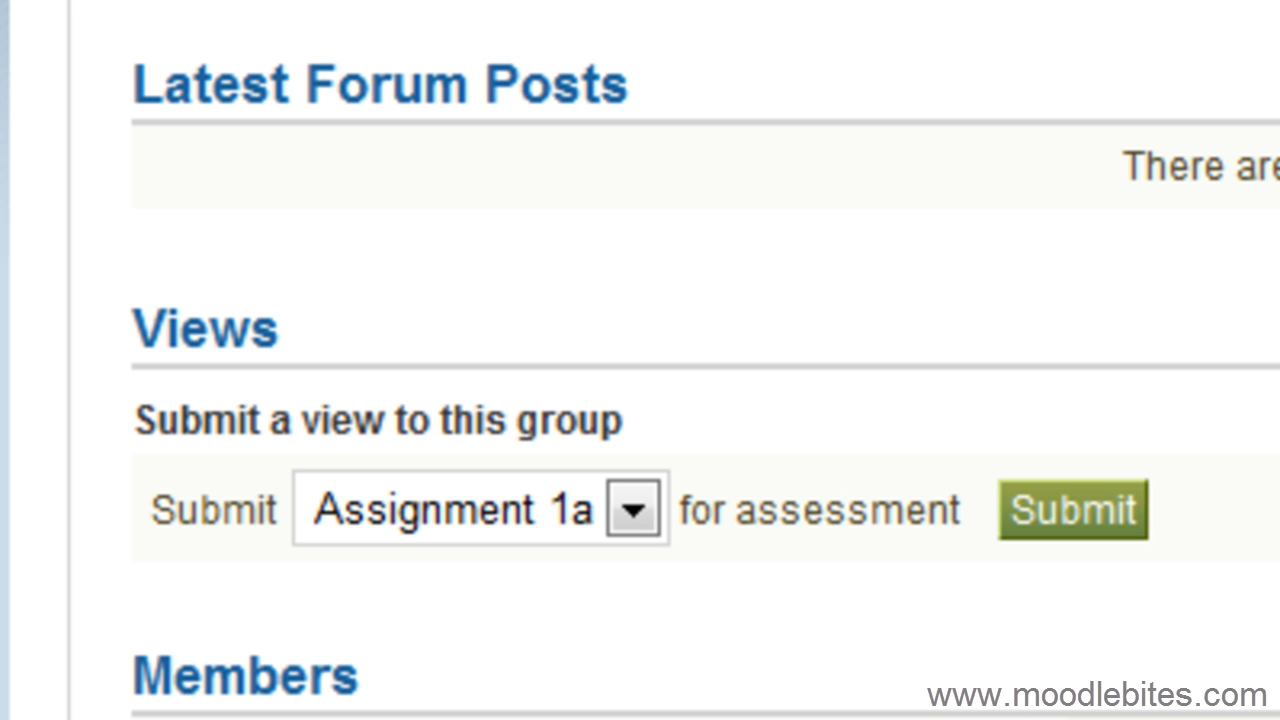 Latest Forum Posts
There are
Views
Submit a view to this group
Submit Assignment 1a for assessment Submit
Members
www.moodlebites.com